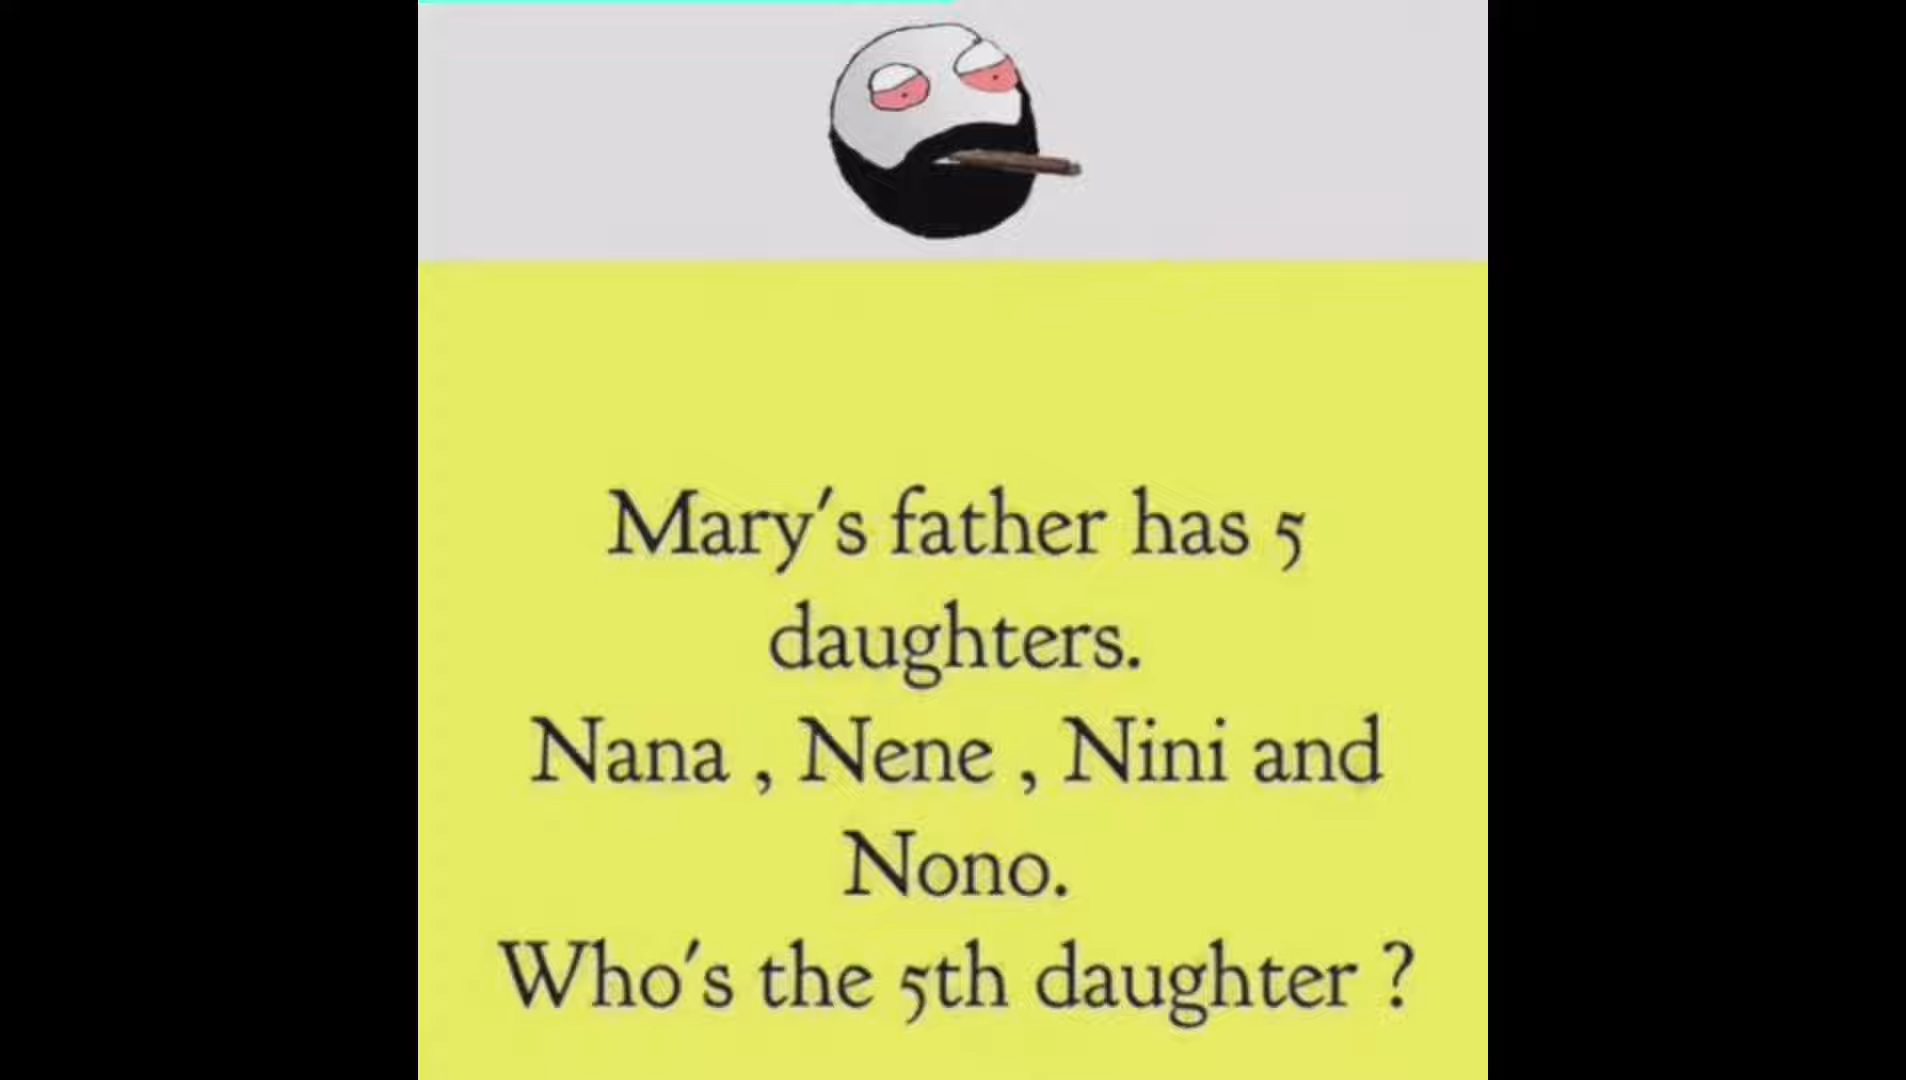 Mary's father has 5
daughters.
Nana , Nene , Nini and
Nono.
Who's the 5th daughter ?